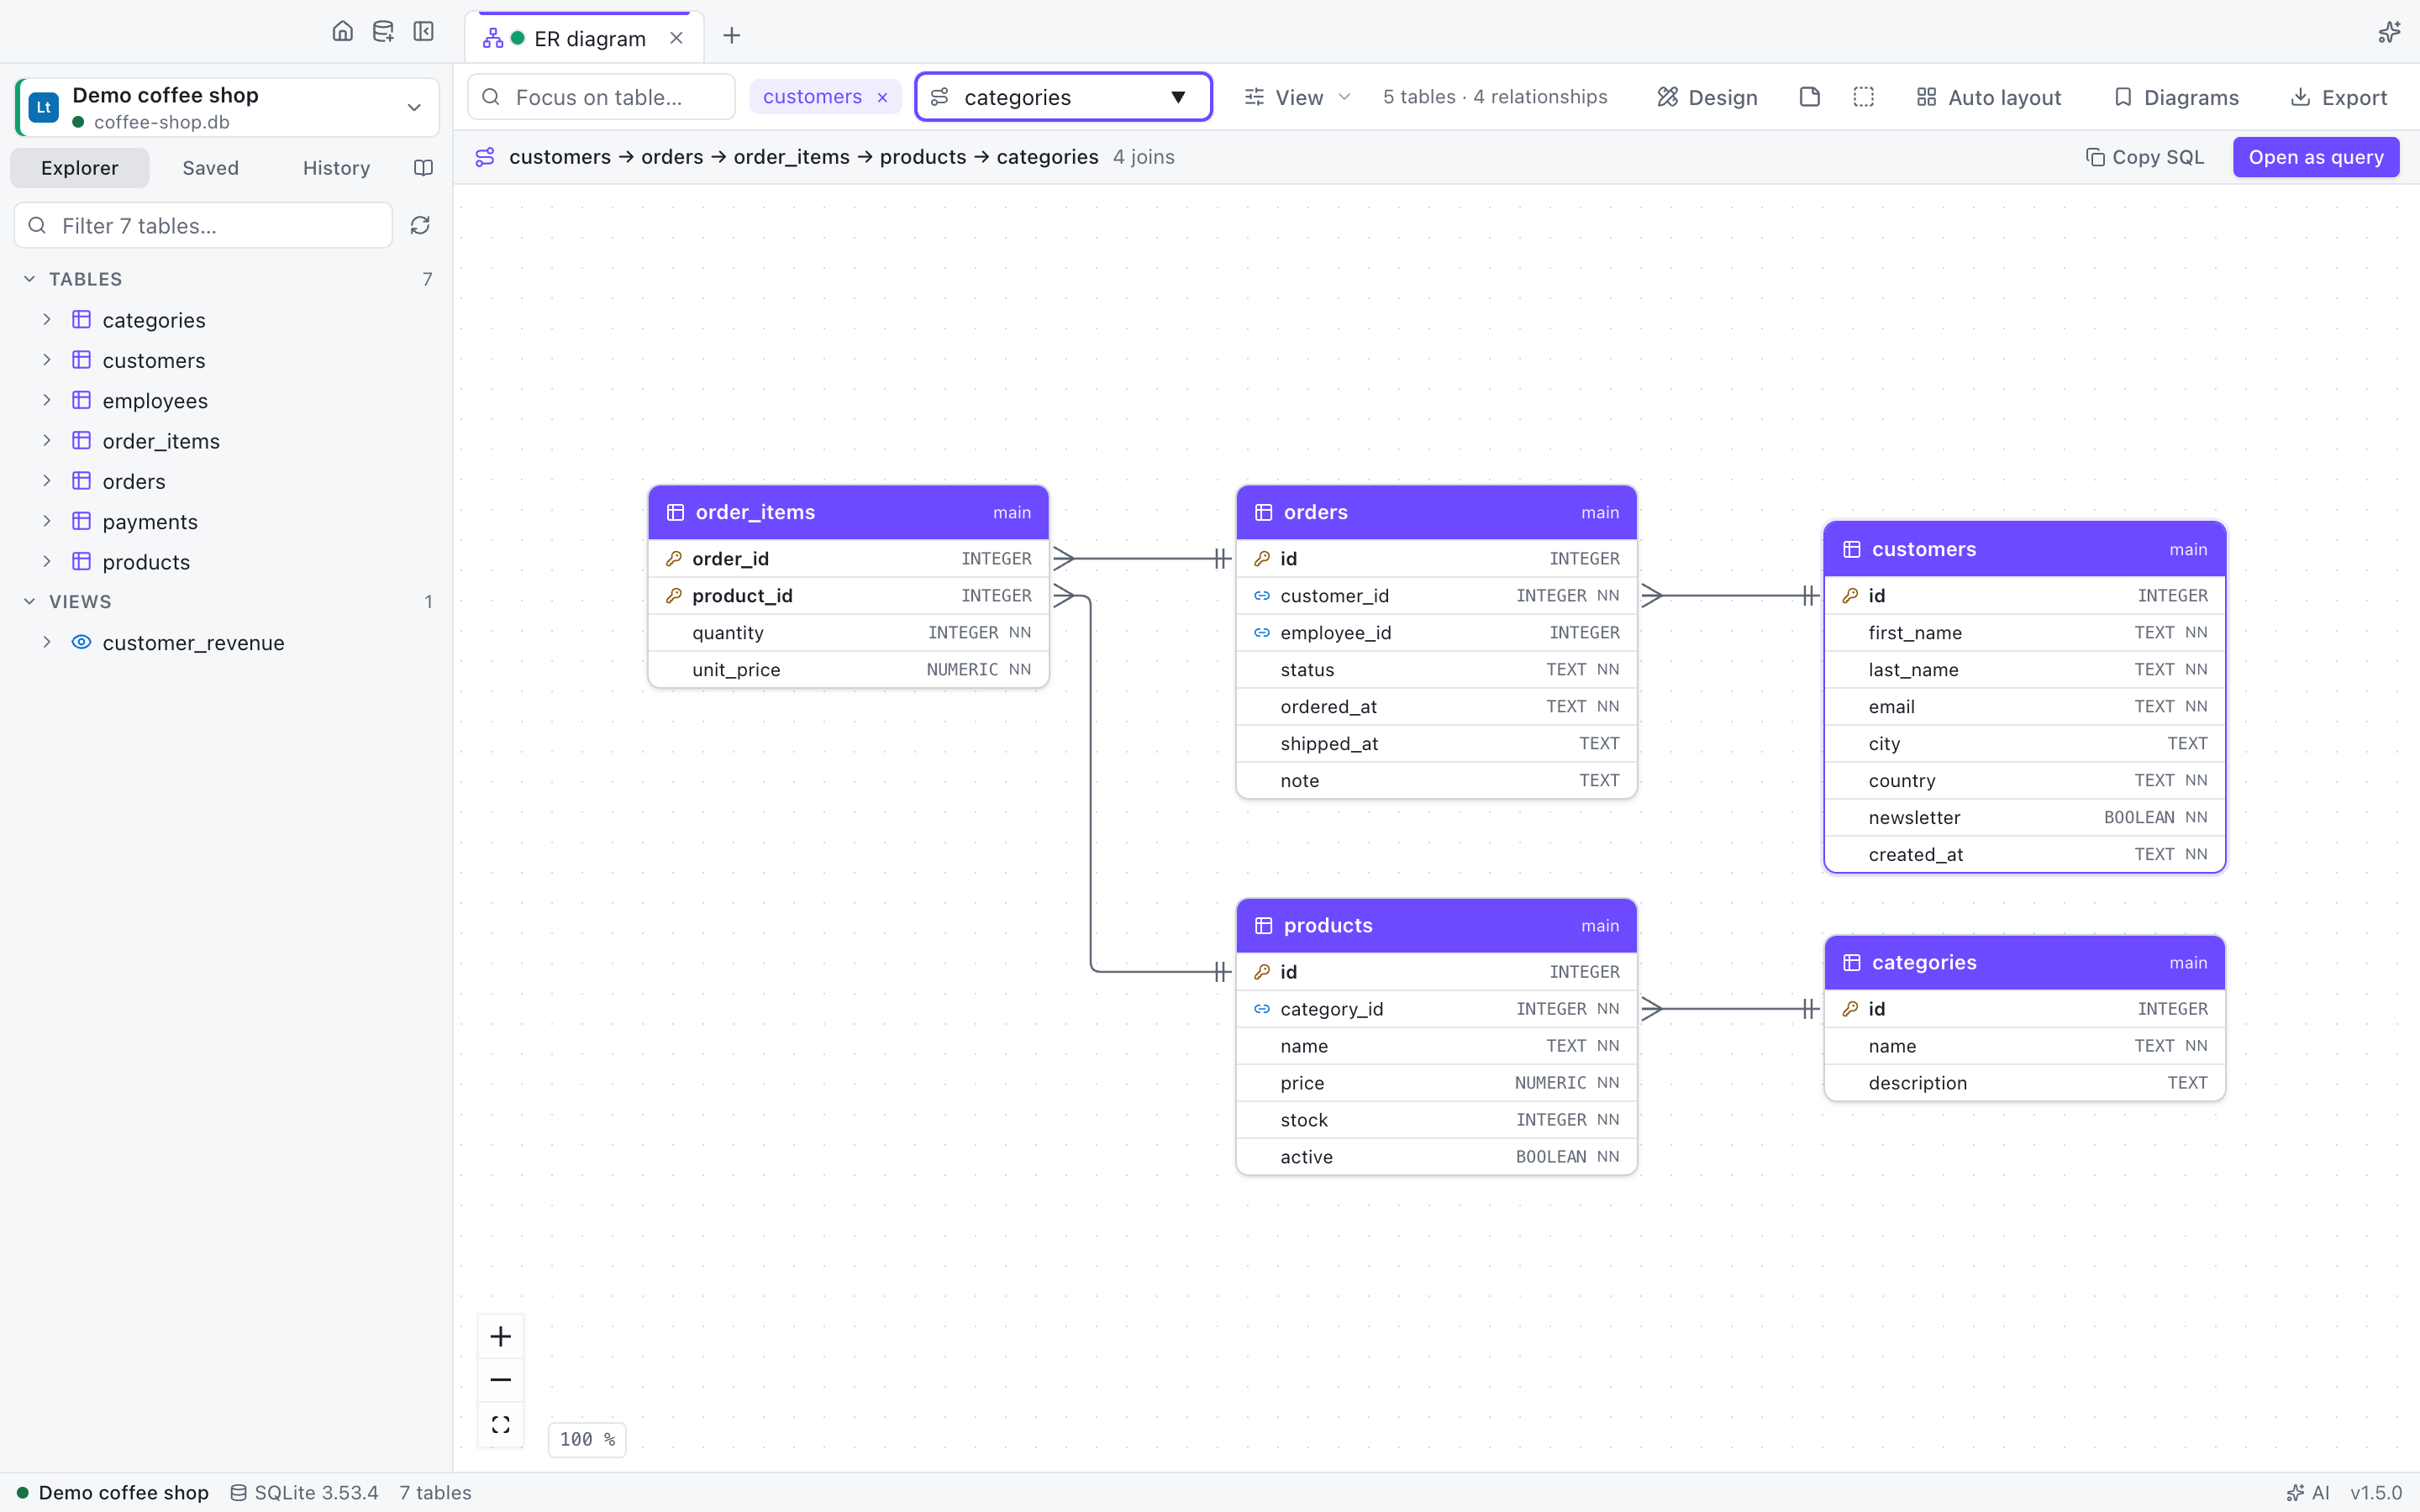 ER diagram
Lt
Demo coffee shop
coffee-shop.db
Explorer Saved History
Filter 7 tables...
TABLES 7
categories
customers
employees
order_items
orders
payments
products
VIEWS 1
customer_revenue
Focus on table...
customers ×
categories
View
5 tables · 4 relationships
Design
Auto layout
Diagrams
Export
customers → orders → order_items → products → categories 4 joins
Copy SQL
Open as query
order_items main
order_id INTEGER
product_id INTEGER
quantity INTEGER NN
unit_price NUMERIC NN
orders main
id INTEGER
customer_id INTEGER NN
employee_id INTEGER
status TEXT NN
ordered_at TEXT NN
shipped_at TEXT
note TEXT
customers main
id INTEGER
first_name TEXT NN
last_name TEXT NN
email TEXT NN
city TEXT
country TEXT NN
newsletter BOOLEAN NN
created_at TEXT NN
products main
id INTEGER
category_id INTEGER NN
name TEXT NN
price NUMERIC NN
stock INTEGER NN
active BOOLEAN NN
categories main
id INTEGER
name TEXT NN
description TEXT
100 %
Demo coffee shop SQLite 3.53.4 7 tables
AI v1.5.0